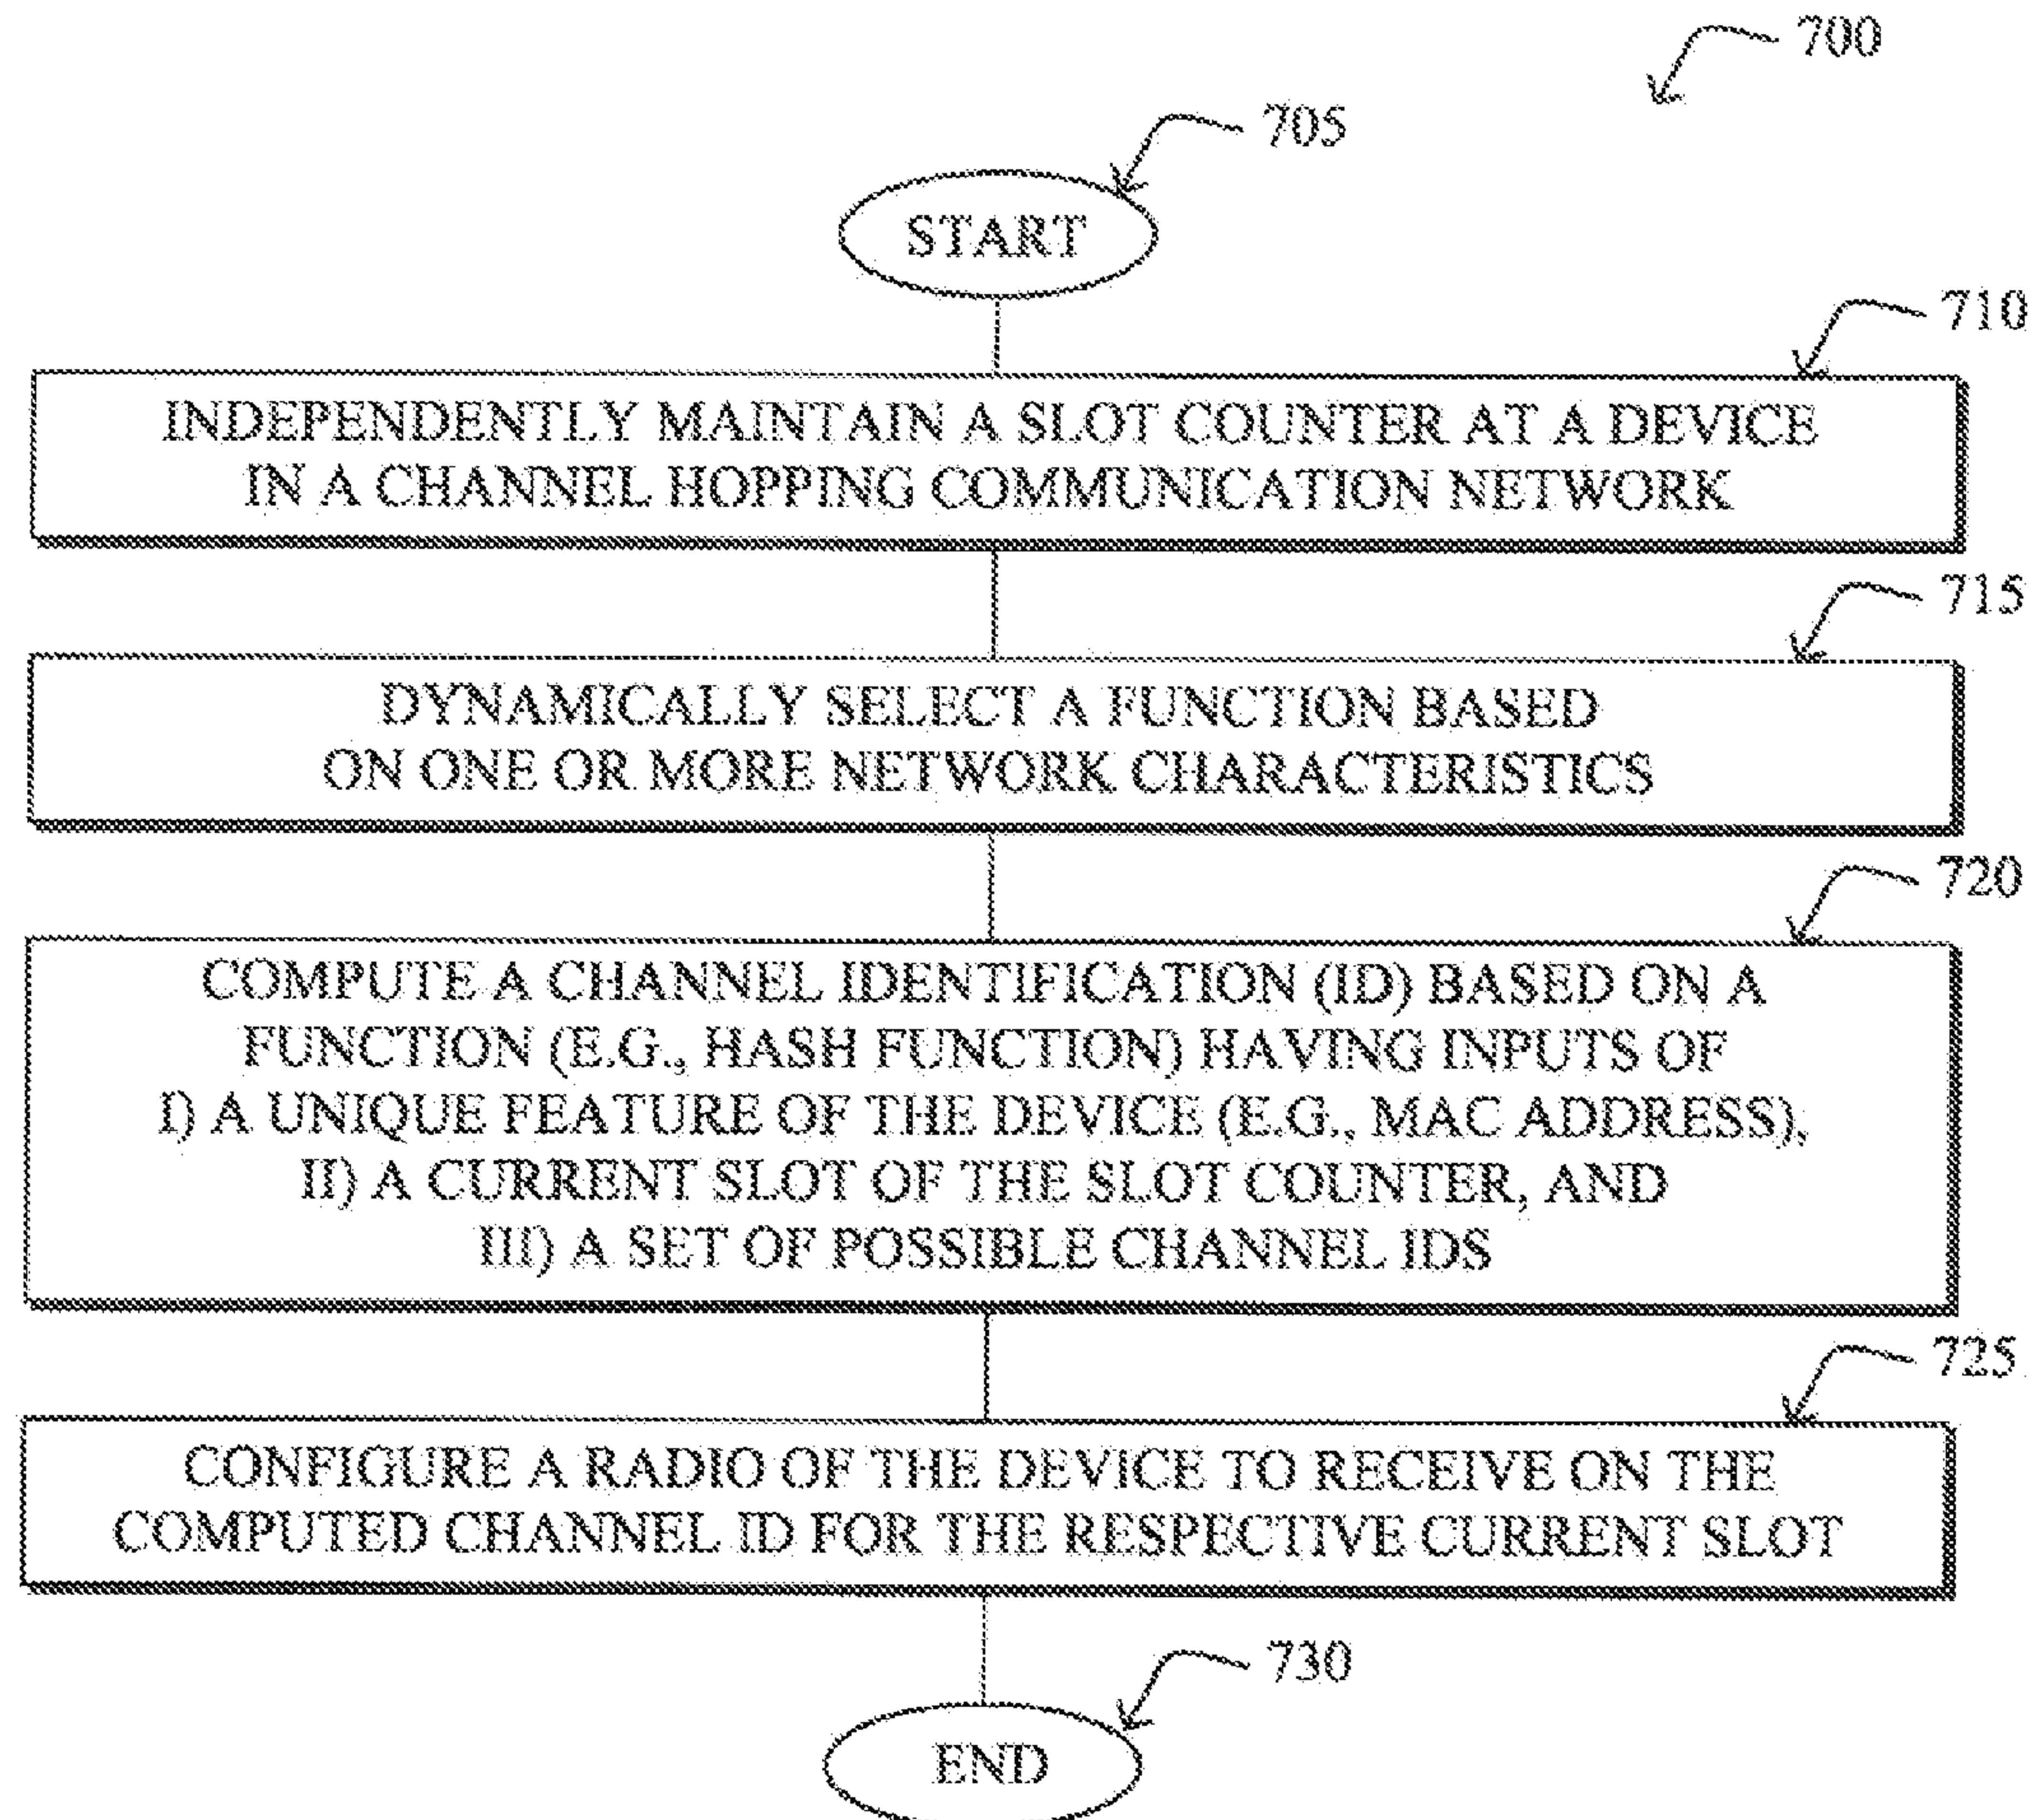 700
705
START
710
INDEPENDENTLY MAINTAIN A SLOT COUNTER AT A DEVICE
IN A CHANNEL HOPPING COMMUNICATION NETWORK
715
DYNAMICALLY SELECT A FUNCTION BASED
ON ONE OR MORE NETWORK CHARACTERISTICS
720
COMPUTE A CHANNEL IDENTIFICATION (ID) BASED ON A
FUNCTION (E.G., HASH FUNCTION) HAVING INPUTS OF
I) A UNIQUE FEATURE OF THE DEVICE (E.G., MAC ADDRESS),
II) A CURRENT SLOT OF THE SLOT COUNTER, AND
III) A SET OF POSSIBLE CHANNEL IDS
725
CONFIGURE A RADIO OF THE DEVICE TO RECEIVE ON THE
COMPUTED CHANNEL ID FOR THE RESPECTIVE CURRENT SLOT
730
END